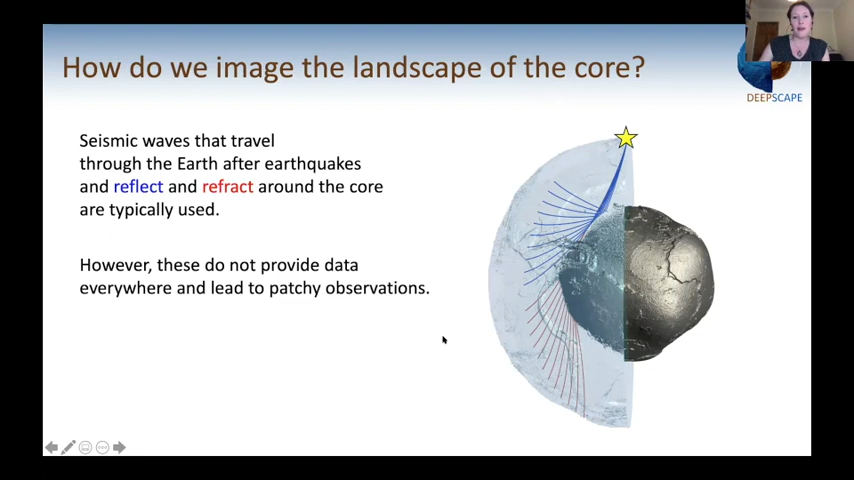 How do we image the landscape of the core?
DEEPSCAPE
Seismic waves that travel
through the Earth after earthquakes
and reflect and refract around the core
are typically used.
However, these do not provide data
everywhere and lead to patchy observations.